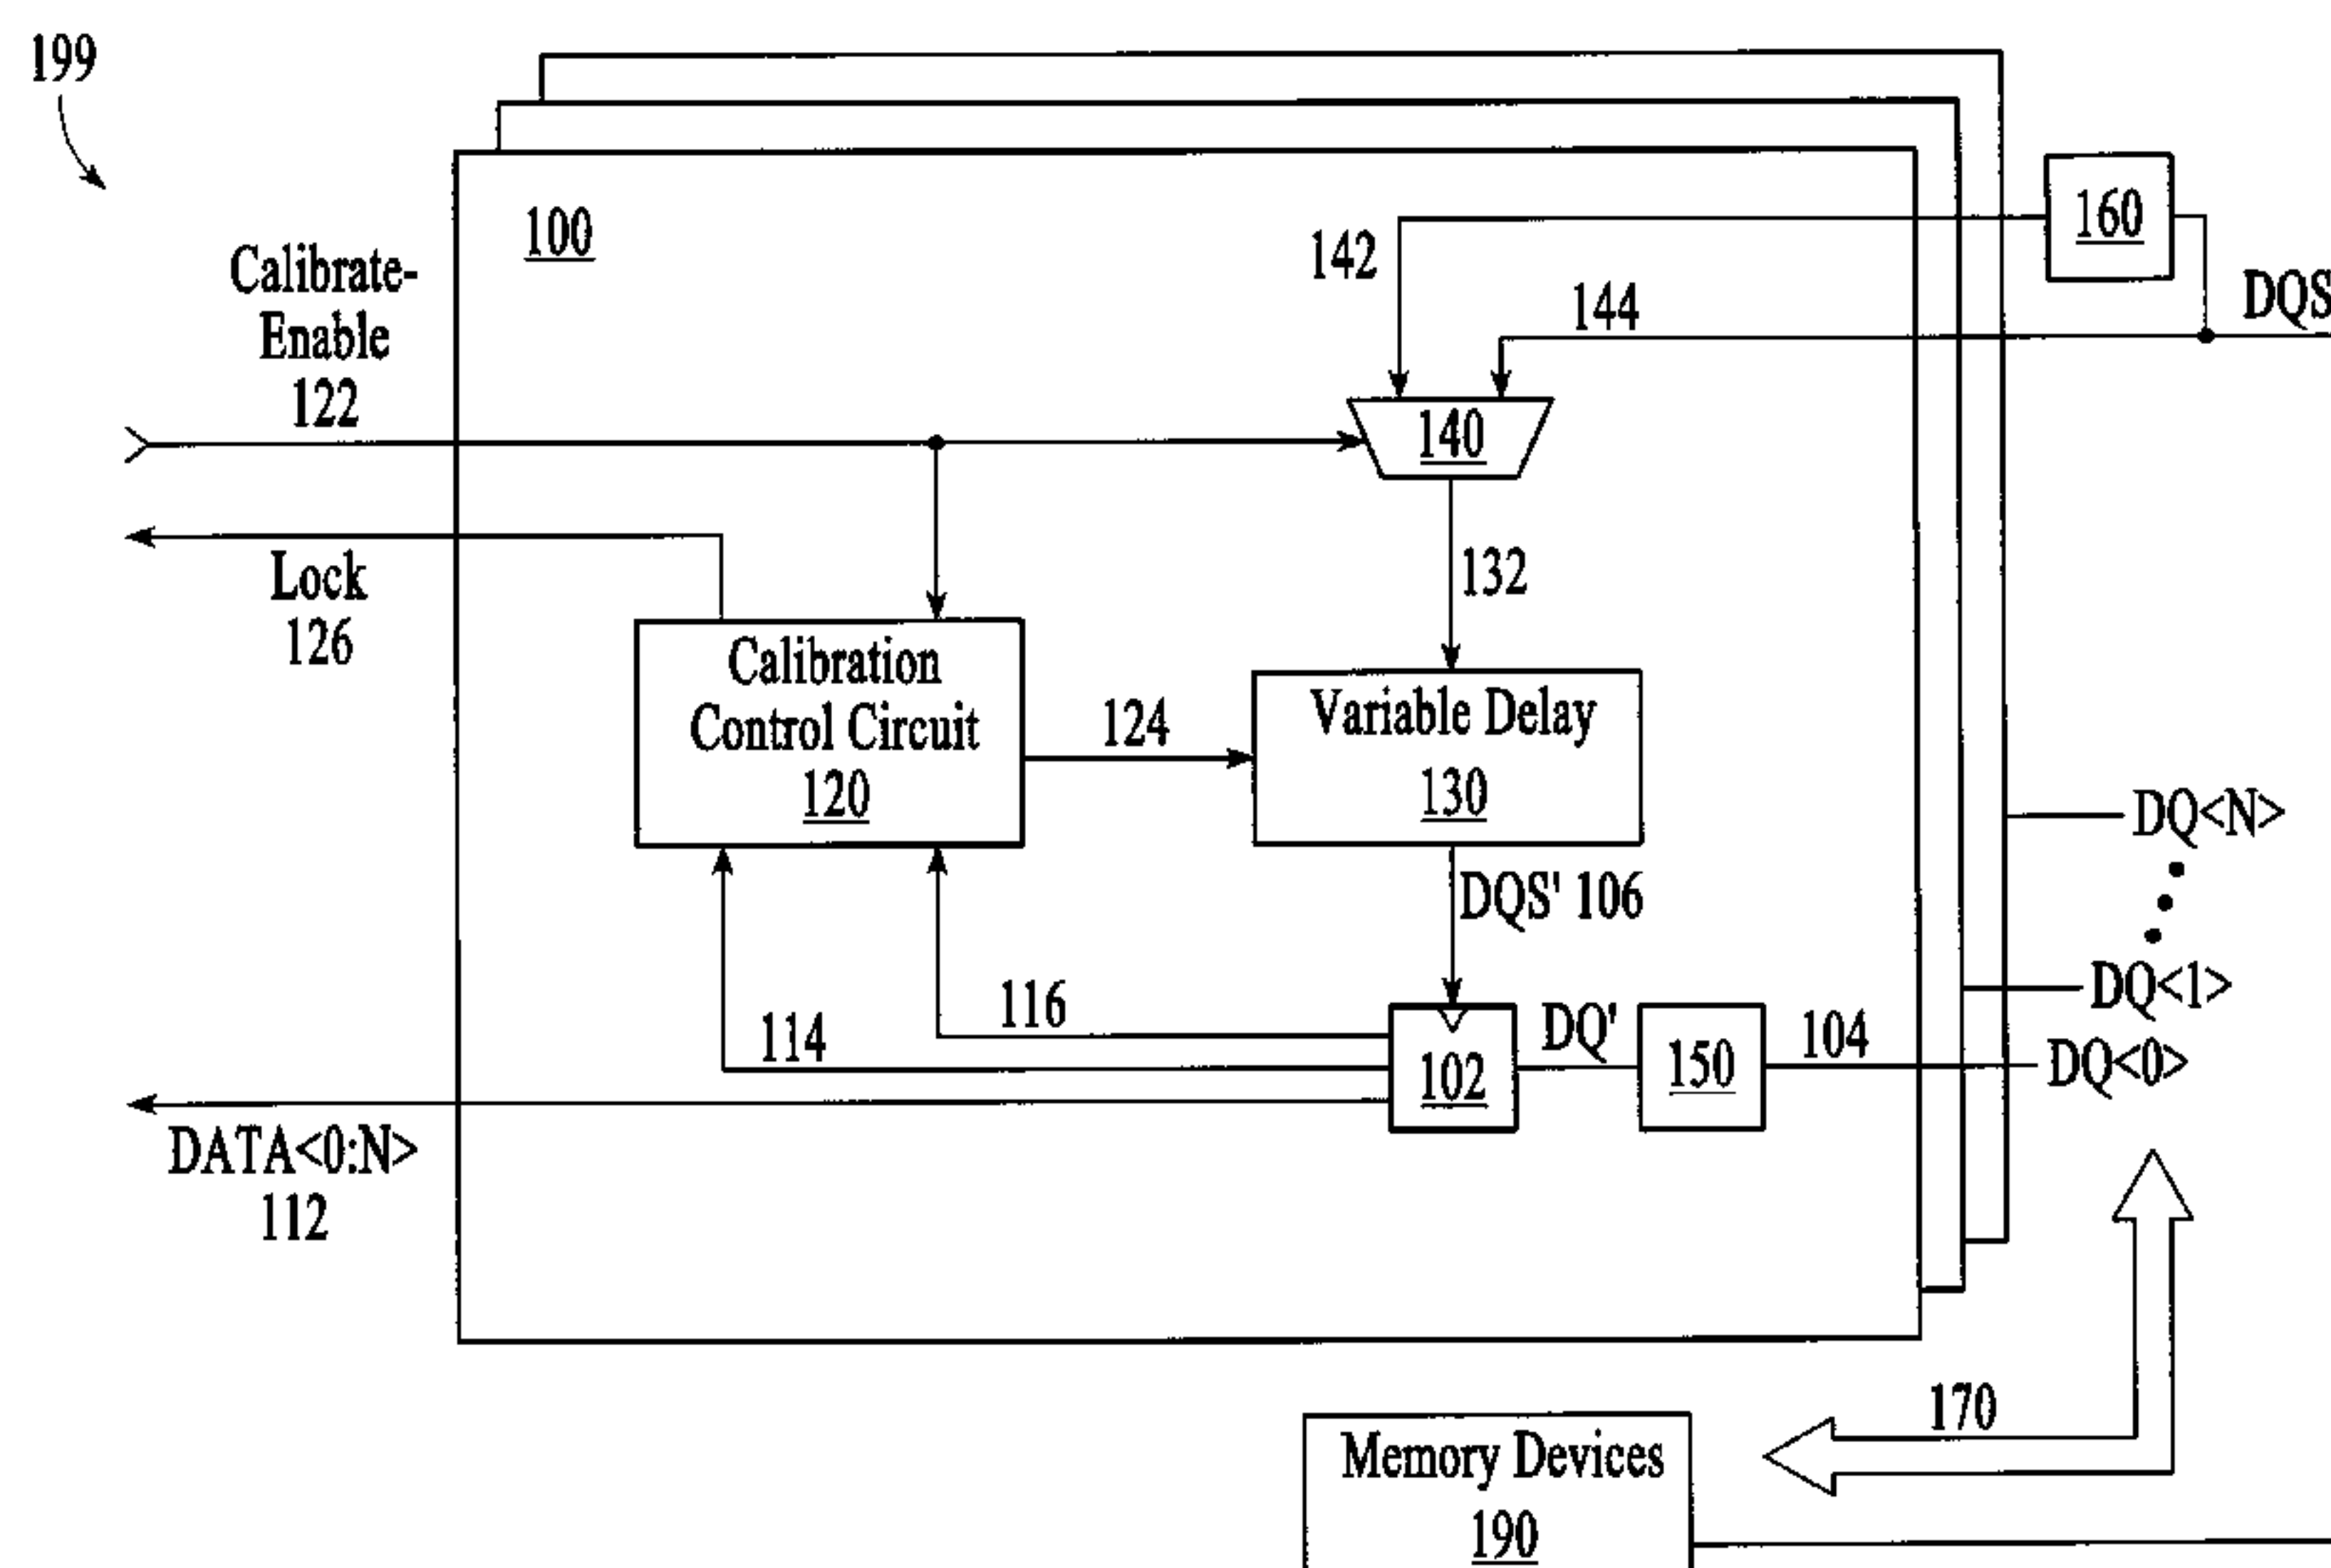 199
100
160
142
144
DQS
Calibrate-
Enable
122
140
Lock
126
132
Calibration
Control Circuit
120
124
Variable Delay
130
DQ<N>
DQS' 106
DQ<1>
116
114
102
DQ'
150
104
DQ<0>
DATA<0:N>
112
170
Memory Devices
190